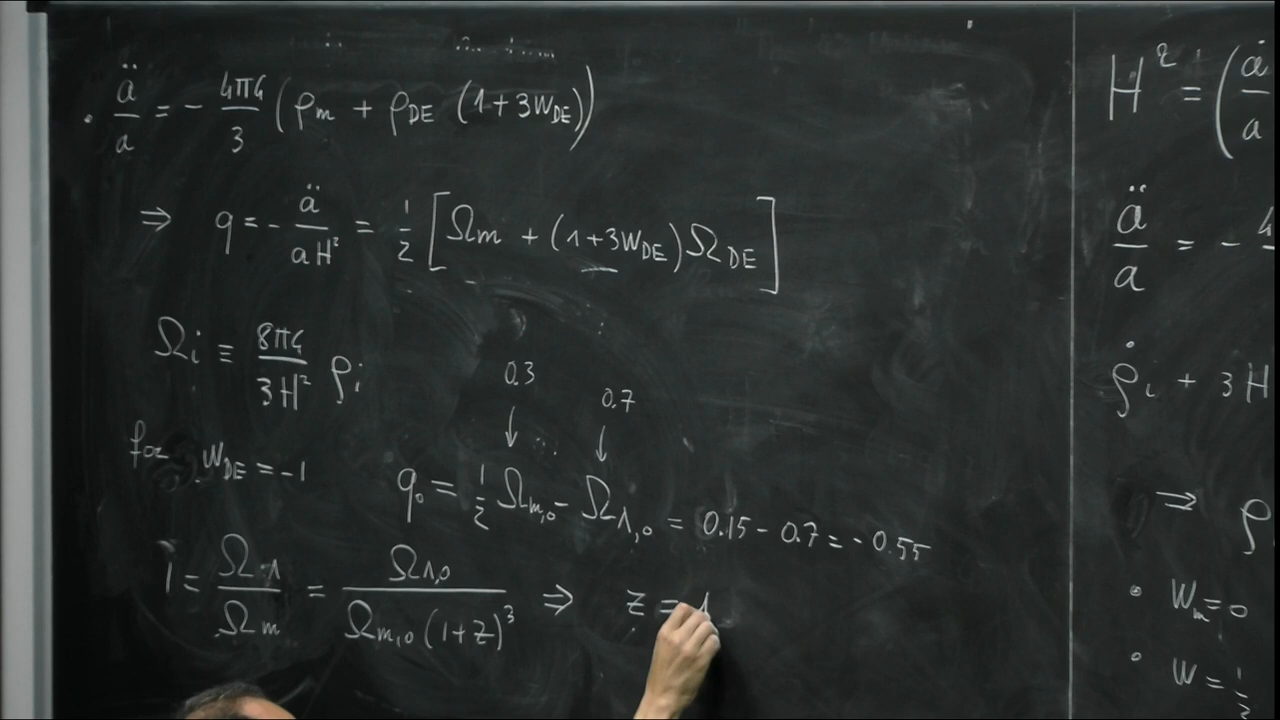 · ä/a = - 4πG/3 (ρm + ρDE (1+3wDE))
⇒ q = - ä/aH² = 1/2 [Ωm + (1+3wDE)ΩDE]
Ωi ≡ 8πG/3H² ρi
0.3
↓
0.7
↓
for wDE = -1
q₀ = 1/2 Ωm,0 - ΩΛ,0 = 0.15 - 0.7 = - 0.55
= ΩΛ/Ωm = ΩΛ,0/Ωm,0(1+z)³ ⇒ z =
H² = (ȧ/a
ä/a = - 4
ρ̇i + 3H
⇒ ρ
∘ wm = 0
∘ w = 1